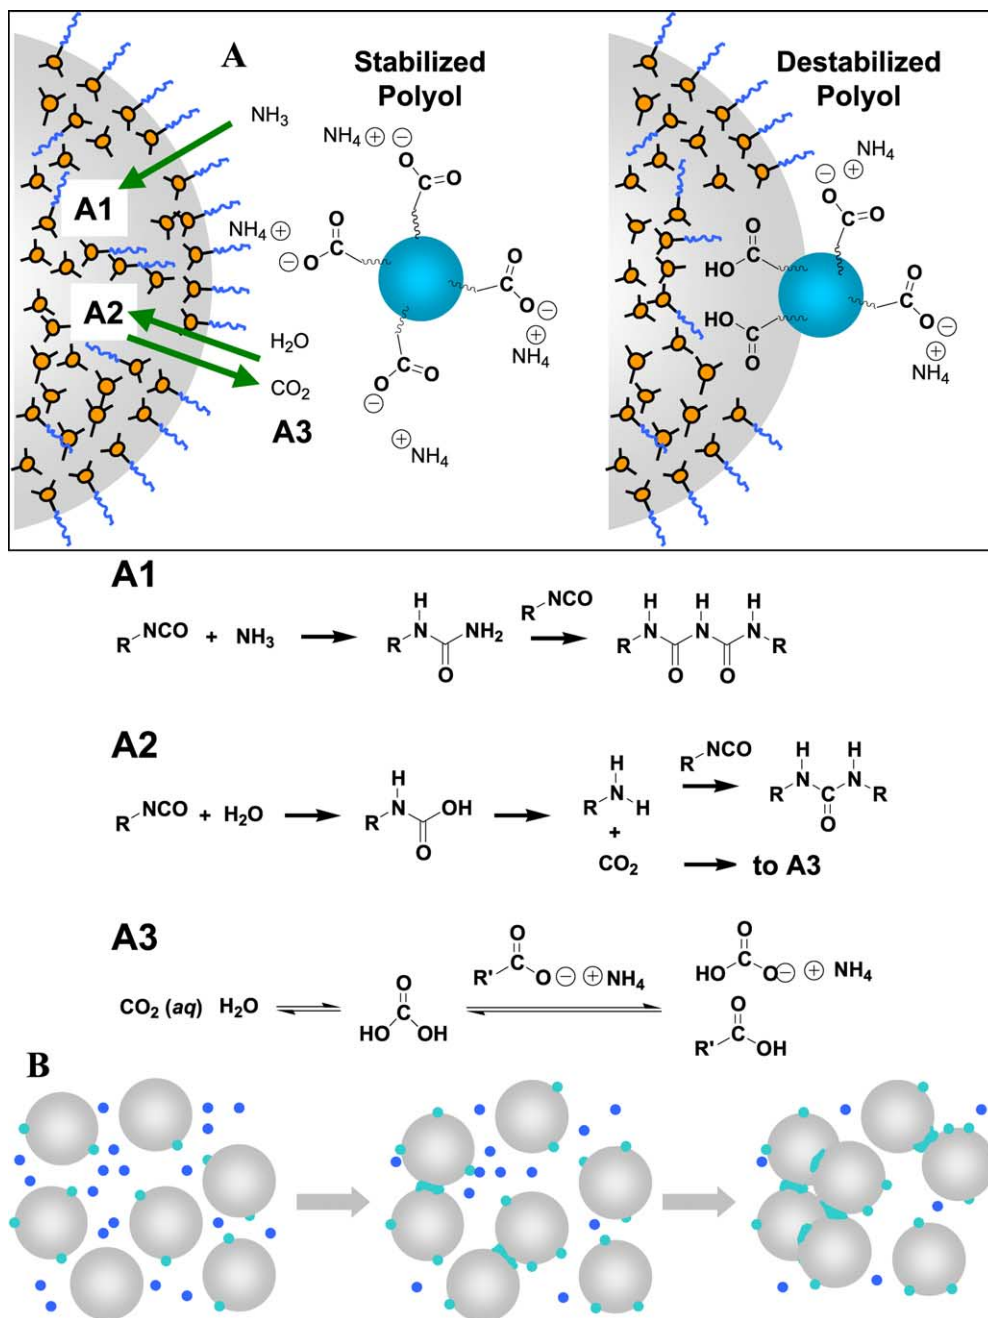 A
Stabilized
Polyol
Destabilized
Polyol
NH3
A1
NH4 ⊕
A2
H2O
CO2
A3
NH4 ⊕ ⊖
O
C
O
O
C
⊖ O
O
C
O ⊖
⊕
NH4
C
O
O
⊖
⊕ NH4
⊖ ⊕ NH4
O
C
O
O
C
HO
HO
C
O
O
C
O ⊖
⊕
NH4
A1
R NCO + NH3
H
N
R
C
O
NH2
R NCO
H H H
R N C N C N R
O O
A2
R NCO + H2O
H
N
R
C
O
OH
H
N
R H
+
CO2
R NCO
H H
R N C N R
O
to A3
A3
CO2 (aq) H2O
O
C
HO OH
O
C
R' O ⊖ ⊕ NH4
O
C
HO O ⊖ ⊕ NH4
O
C
R' OH
B